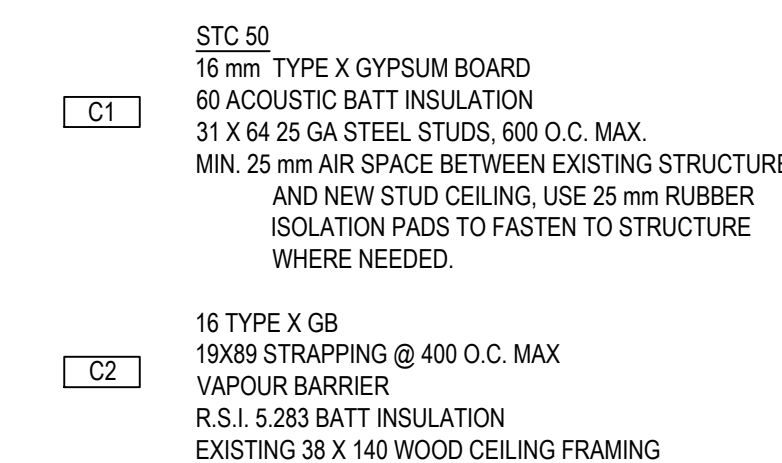 STC 50
16 mm TYPE X GYPSUM BOARD
C1
60 ACOUSTIC BATT INSULATION
31 X 64 25 GA STEEL STUDS, 600 O.C. MAX.
MIN. 25 mm AIR SPACE BETWEEN EXISTING STRUCTURE
AND NEW STUD CEILING, USE 25 mm RUBBER
ISOLATION PADS TO FASTEN TO STRUCTURE
WHERE NEEDED.
16 TYPE X GB
19X89 STRAPPING @ 400 O.C. MAX
C2
VAPOUR BARRIER
R.S.I. 5.283 BATT INSULATION
EXISTING 38 X 140 WOOD CEILING FRAMING